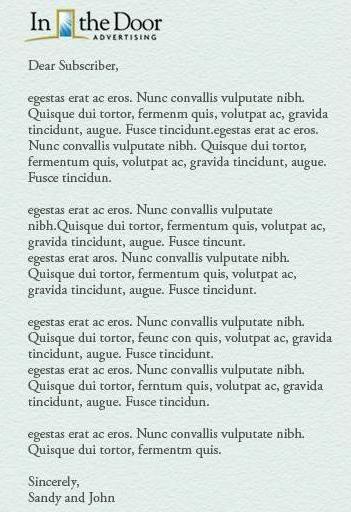 In the Door
ADVERTISING
Dear Subscriber,
egestas erat ac eros. Nunc convallis vulputate nibh.
Quisque dui tortor, fermenm quis, volutpat ac, gravida
tincidunt, augue. Fusce tincidunt.egestas erat ac eros.
Nunc convallis vulputate nibh. Quisque dui tortor,
fermentum quis, volutpat ac, gravida tincidunt, augue.
Fusce tincidun.
egestas erat ac eros. Nunc convallis vulputate
nibh.Quisque dui tortor, fermentum quis, volutpat ac,
gravida tincidunt, augue. Fusce tincunt.
egestas erat aros. Nunc convallis vulputate nibh.
Quisque dui tortor, fermentum quis, volutpat ac,
gravida tincidunt, augue. Fusce tincidunt.
egestas erat ac eros. Nunc convallis vulputate nibh.
Quisque dui tortor, feunc con quis, volutpat ac, gravida
tincidunt, augue. Fusce tincidunt.
egestas erat ac eros. Nunc convallis vulputate nibh.
Quisque dui tortor, ferntum quis, volutpat ac, gravida
tincidunt, augue. Fusce tincidun.
egestas erat ac eros. Nunc convallis vulputate nibh.
Quisque dui tortor, fermentm quis.
Sincerely,
Sandy and John